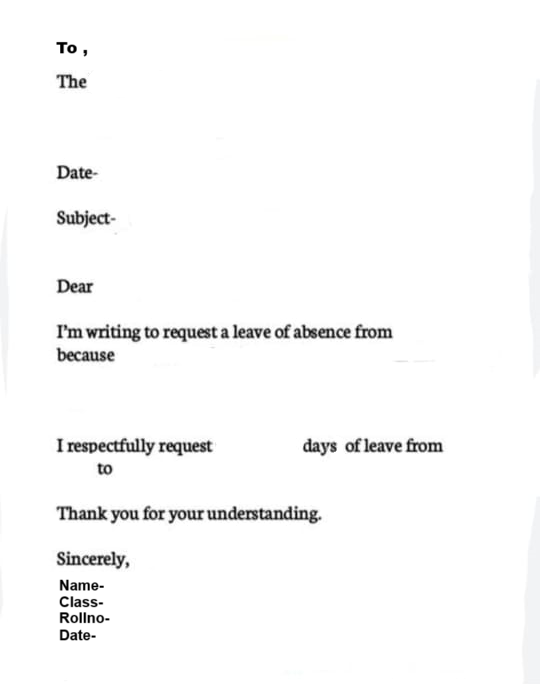 To ,
The
Date-
Subject-
Dear
I'm writing to request a leave of absence from
because
I respectfully request days of leave from
to
Thank you for your understanding.
Sincerely,
Name-
Class-
Rollno-
Date-